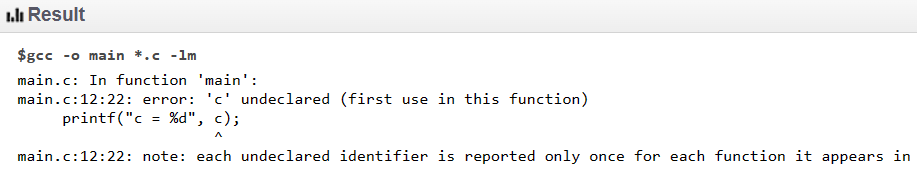 Result
$gcc -o main *.c -lm
main.c: In function 'main':
main.c:12:22: error: 'c' undeclared (first use in this function)
printf("c = %d", c);
^
main.c:12:22: note: each undeclared identifier is reported only once for each function it appears in